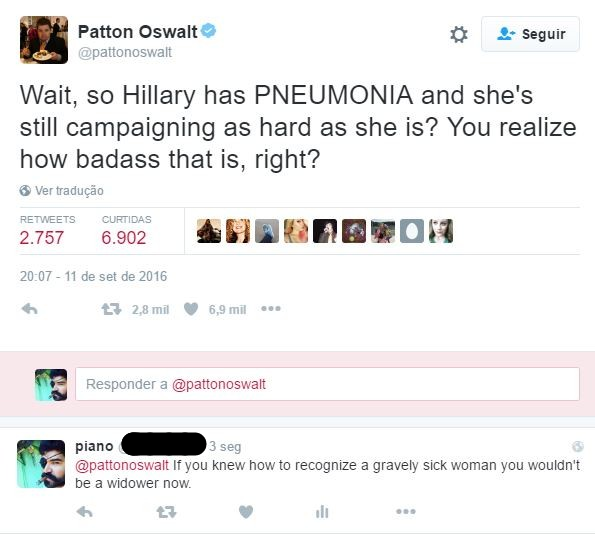 Patton Oswalt
@pattonoswalt
Seguir
Wait, so Hillary has PNEUMONIA and she's
still campaigning as hard as she is? You realize
how badass that is, right?
Ver tradução
RETWEETS CURTIDAS
2.757 6.902
20:07 - 11 de set de 2016
2,8 mil 6,9 mil
Responder a @pattonoswalt
piano 3 seg
@pattonoswalt If you knew how to recognize a gravely sick woman you wouldn't
be a widower now.